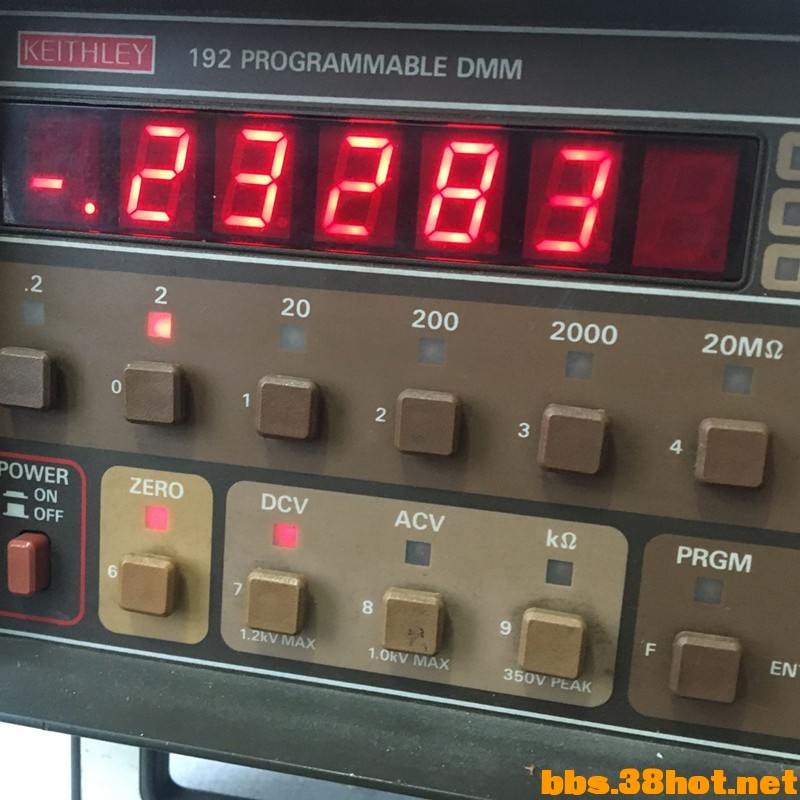 KEITHLEY 192 PROGRAMMABLE DMM
-.23283
.2 2 20 200 2000 20MΩ
0 1 2 3 4
POWER
ON
OFF
ZERO
6
DCV ACV kΩ
7 8 9
1.2kV MAX 1.0kV MAX 350V PEAK
PRGM
F
bbs.38hot.net